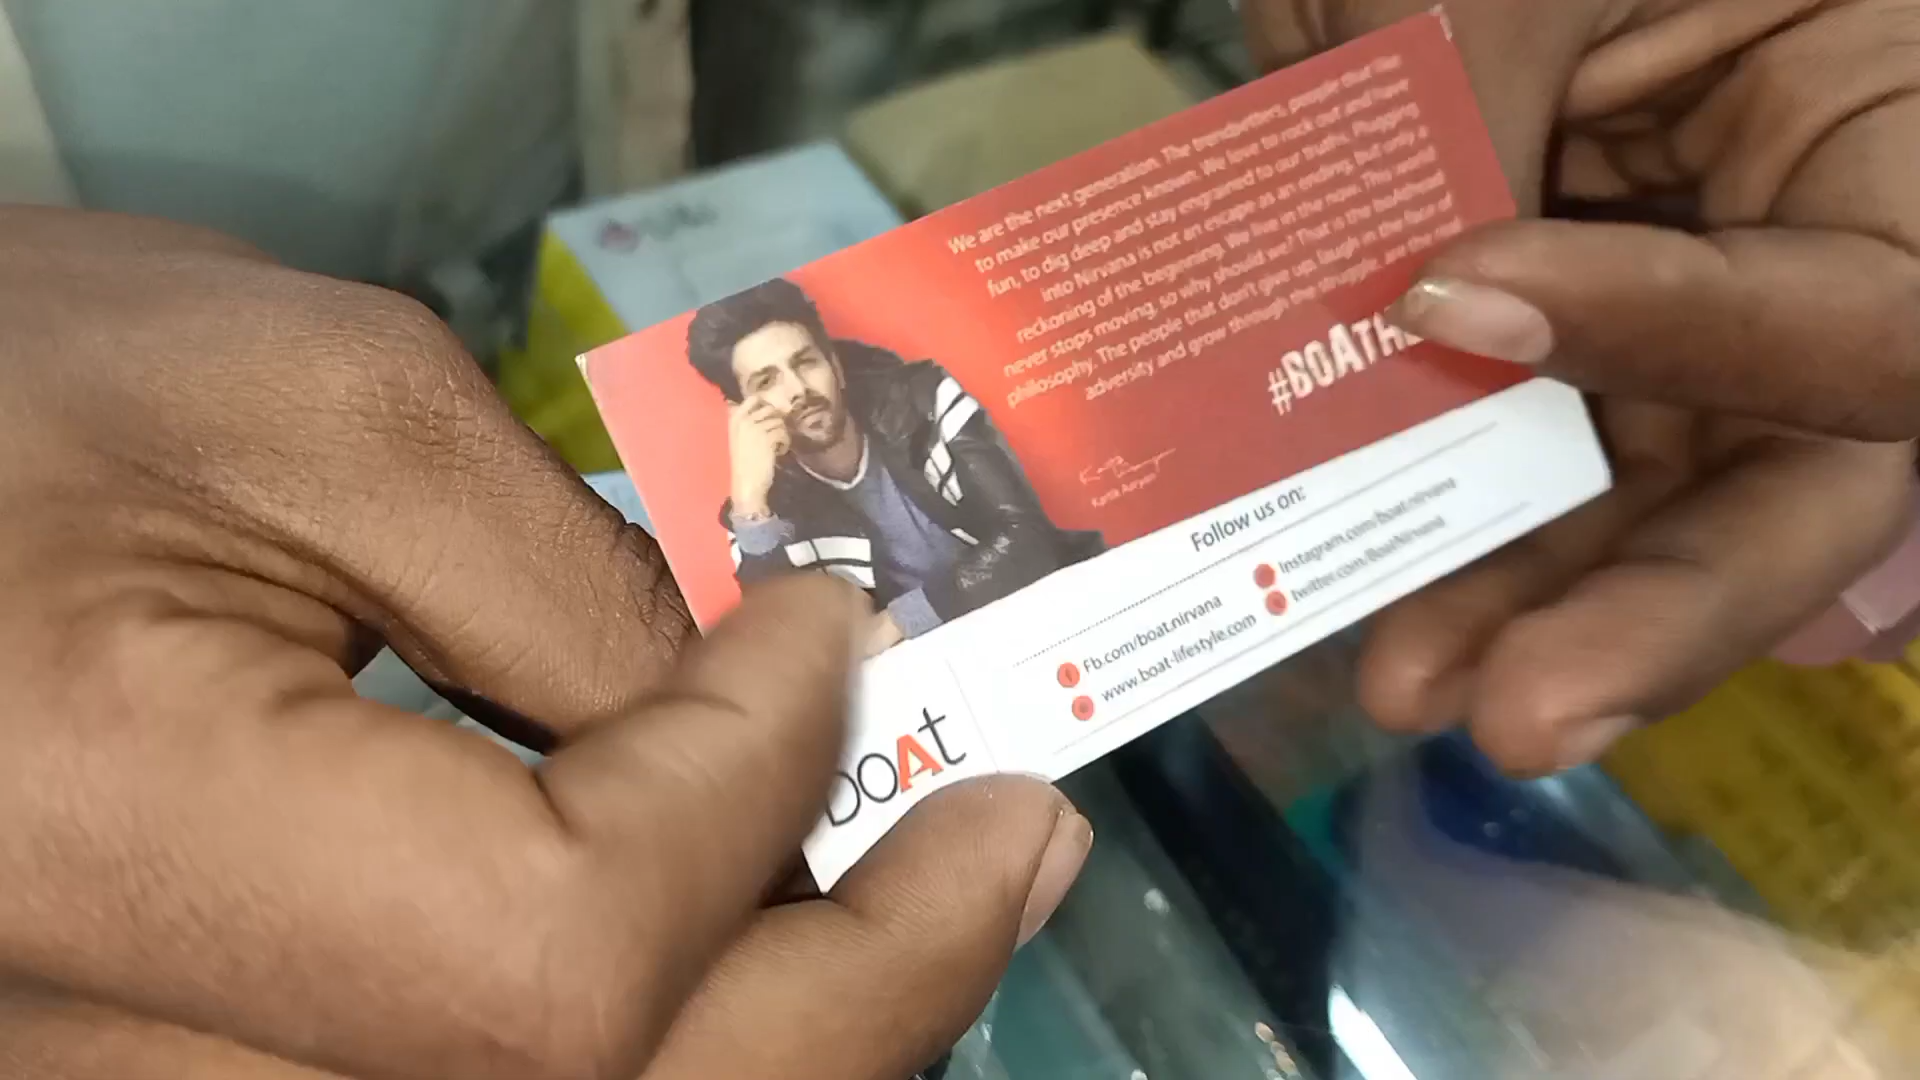 We are the next generation. The trendsetters, people that like
to make our presence known. We love to rock out and have
fun, to dig deep and stay engrained to our truths. Plugging
into Nirvana is not an escape as an ending, but only a
reckoning of the beginning. We live in the now. This world
never stops moving, so why should we? That is the boAthead
philosophy. The people that don't give up, laugh in the face of
adversity and grow through the struggle, are the real
#BOATHE
Kartik Aaryan
Follow us on:
Fb.com/boat.nirvana
Instagram.com/boat.nirvana
www.boat-lifestyle.com
twitter.com/BoatNirvana
boAt